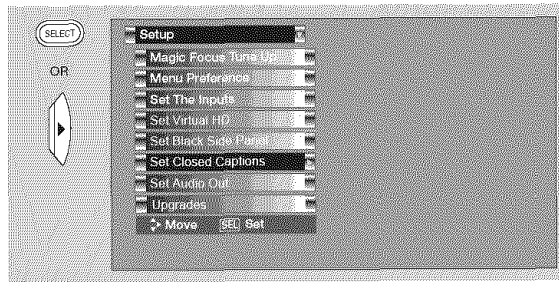 SELECT
OR
Setup
Magic Focus Tune Up
Menu Preference
Set The Inputs
Set Virtual HD
Set Black Side Panel
Set Closed Captions
Set Audio Out
Upgrades
Move SEL Set